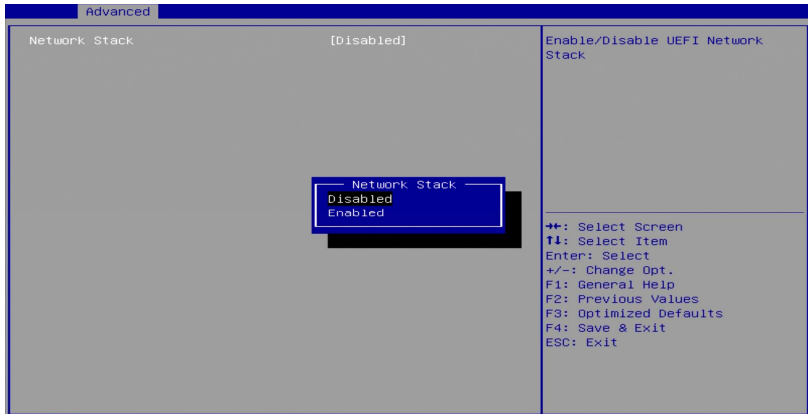 Advanced
Network Stack [Disabled]
Enable/Disable UEFI Network
Stack
Network Stack
Disabled
Enabled
→←: Select Screen
↑↓: Select Item
Enter: Select
+/-: Change Opt.
F1: General Help
F2: Previous Values
F3: Optimized Defaults
F4: Save & Exit
ESC: Exit